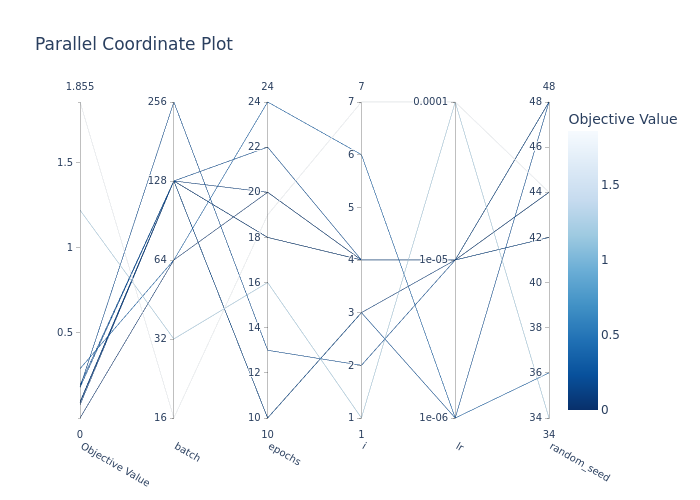 Parallel Coordinate Plot
1.855 24 7 48
256 24 7 0.0001 48
Objective Value
22 6 46
1.5 1.5
128 20 5 44
18 42
1 64 4 1e-05 1
16 40
3
0.5 32 14 38 0.5
12 2 36
16 10 1 1e-06 34 0
0 10 1 34
Objective Value batch epochs i lr random_seed